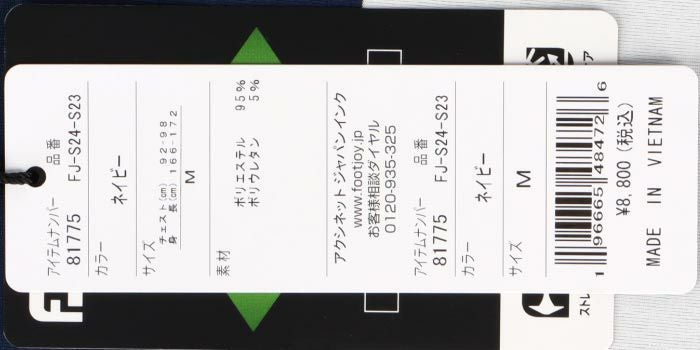 アイテムナンバー 品番
81775 FJ-S24-S23
カラー
ネイビー
サイズ
チェスト(cm) 92-98
身 長(cm) 166-172
M
素材
ポリエステル 95%
ポリウレタン 5%
アクシネットジャパンインク
www.footjoy.jp
お客様相談ダイヤル
0120-935-325
アイテムナンバー 品番
81775 FJ-S24-S23
カラー
ネイビー
サイズ
M
1 96665 48472 6
¥8,800(税込)
MADE IN VIETNAM
ストレ